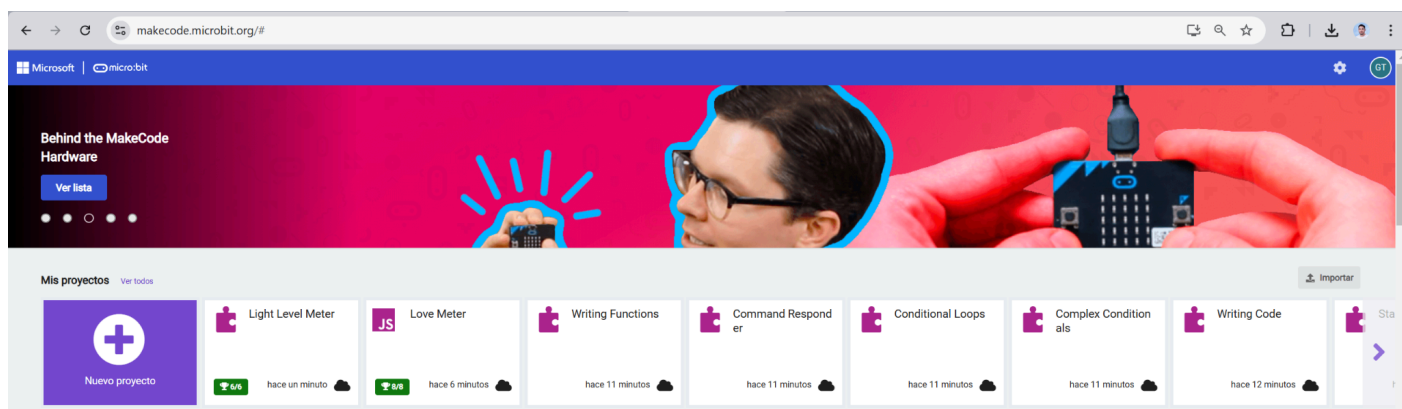 makecode.microbit.org/#
Microsoft
micro:bit
GT
Behind the MakeCode
Hardware
Ver lista
Mis proyectos
Ver todos
Importar
Nuevo proyecto
Light Level Meter
6/6
hace un minuto
JS
Love Meter
8/8
hace 6 minutos
Writing Functions
hace 11 minutos
Command Respond
er
hace 11 minutos
Conditional Loops
hace 11 minutos
Complex Condition
als
hace 11 minutos
Writing Code
hace 12 minutos
Sta
h